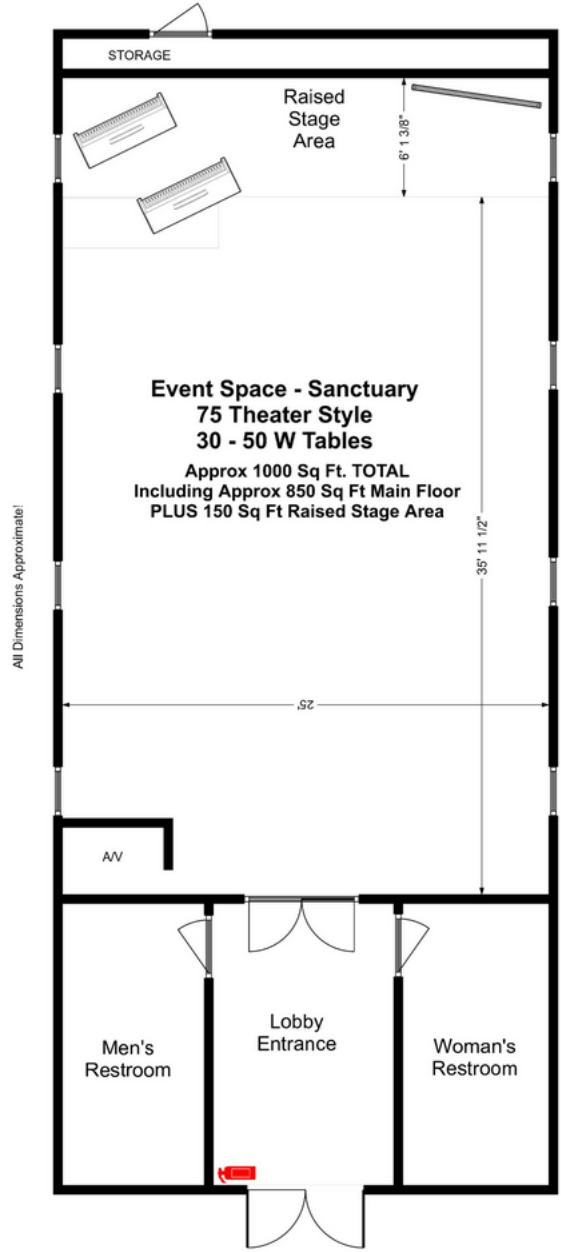 STORAGE
Raised
Stage
Area
6' 1 3/8"
Event Space - Sanctuary
75 Theater Style
30 - 50 W Tables
Approx 1000 Sq Ft. TOTAL
Including Approx 850 Sq Ft Main Floor
PLUS 150 Sq Ft Raised Stage Area
All Dimensions Approximate!
35' 11 1/2"
25'
A/V
Men's
Restroom
Lobby
Entrance
Woman's
Restroom